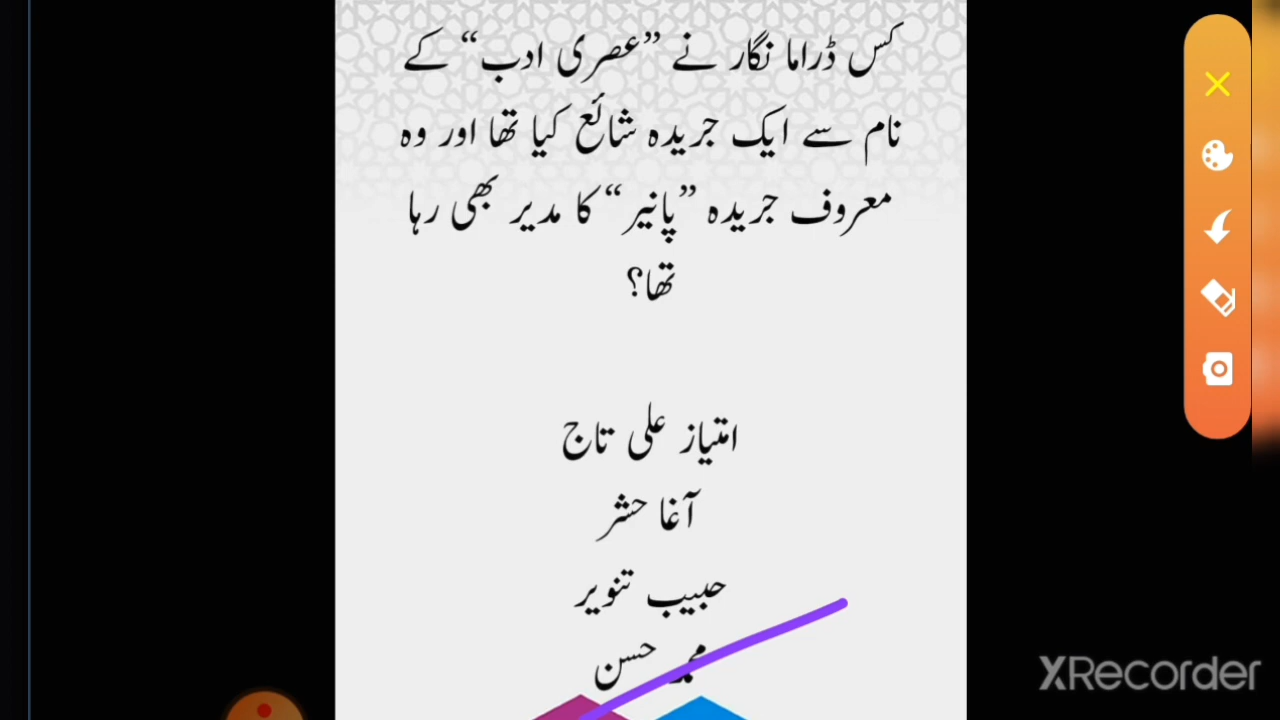 کس ڈراما نگار نے ”عصری ادب“ کے
نام سے ایک جریدہ شائع کیا تھا اور وہ
معروف جریدہ ”پانیر“ کا مدیر بھی رہا
تھا؟
امتیاز علی تاج
آغا حشر
حبیب تنویر
محمد حسن
XRecorder